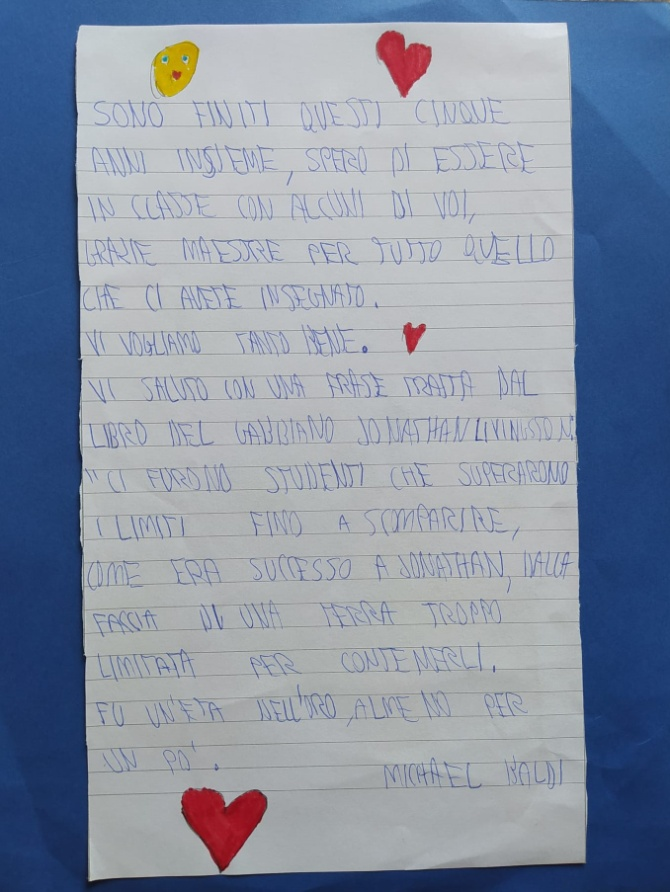 SONO FINITI QUESTI CINQUE
ANNI INSIEME, SPERO DI ESSERE
IN CLASSE CON ALCUNI DI VOI,
GRAZIE MAESTRE PER TUTTO QUELLO
CHE CI AVETE INSEGNATO.
VI VOGLIAMO TANTO BENE.
VI SALUTO CON UNA FRASE TRATTA DAL
LIBRO DEL GABBIANO JONATHAN LIVINGSTON:
"CI FURONO STUDENTI CHE SUPERARONO
I LIMITI FINO A SCOMPARIRE,
COME ERA SUCCESSO A JONATHAN, DALLA
FACCIA DI UNA TERRA TROPPO
LIMITATA PER CONTENERLI.
FU UN'ETA DELL'ORO, ALMENO PER
UN PO'.
MICHAEL